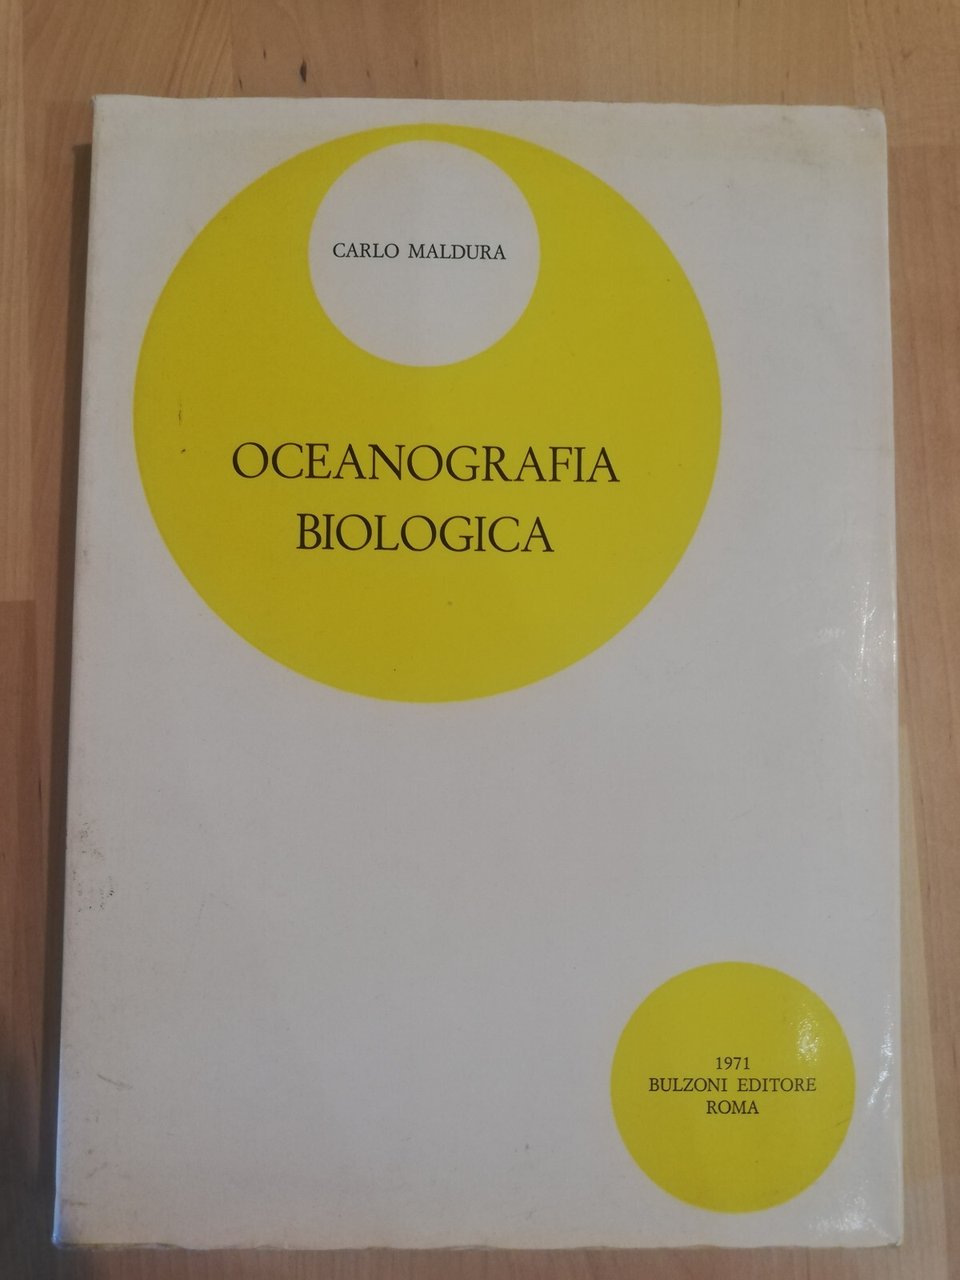 CARLO MALDURA
OCEANOGRAFIA
BIOLOGICA
1971
BULZONI EDITORE
ROMA